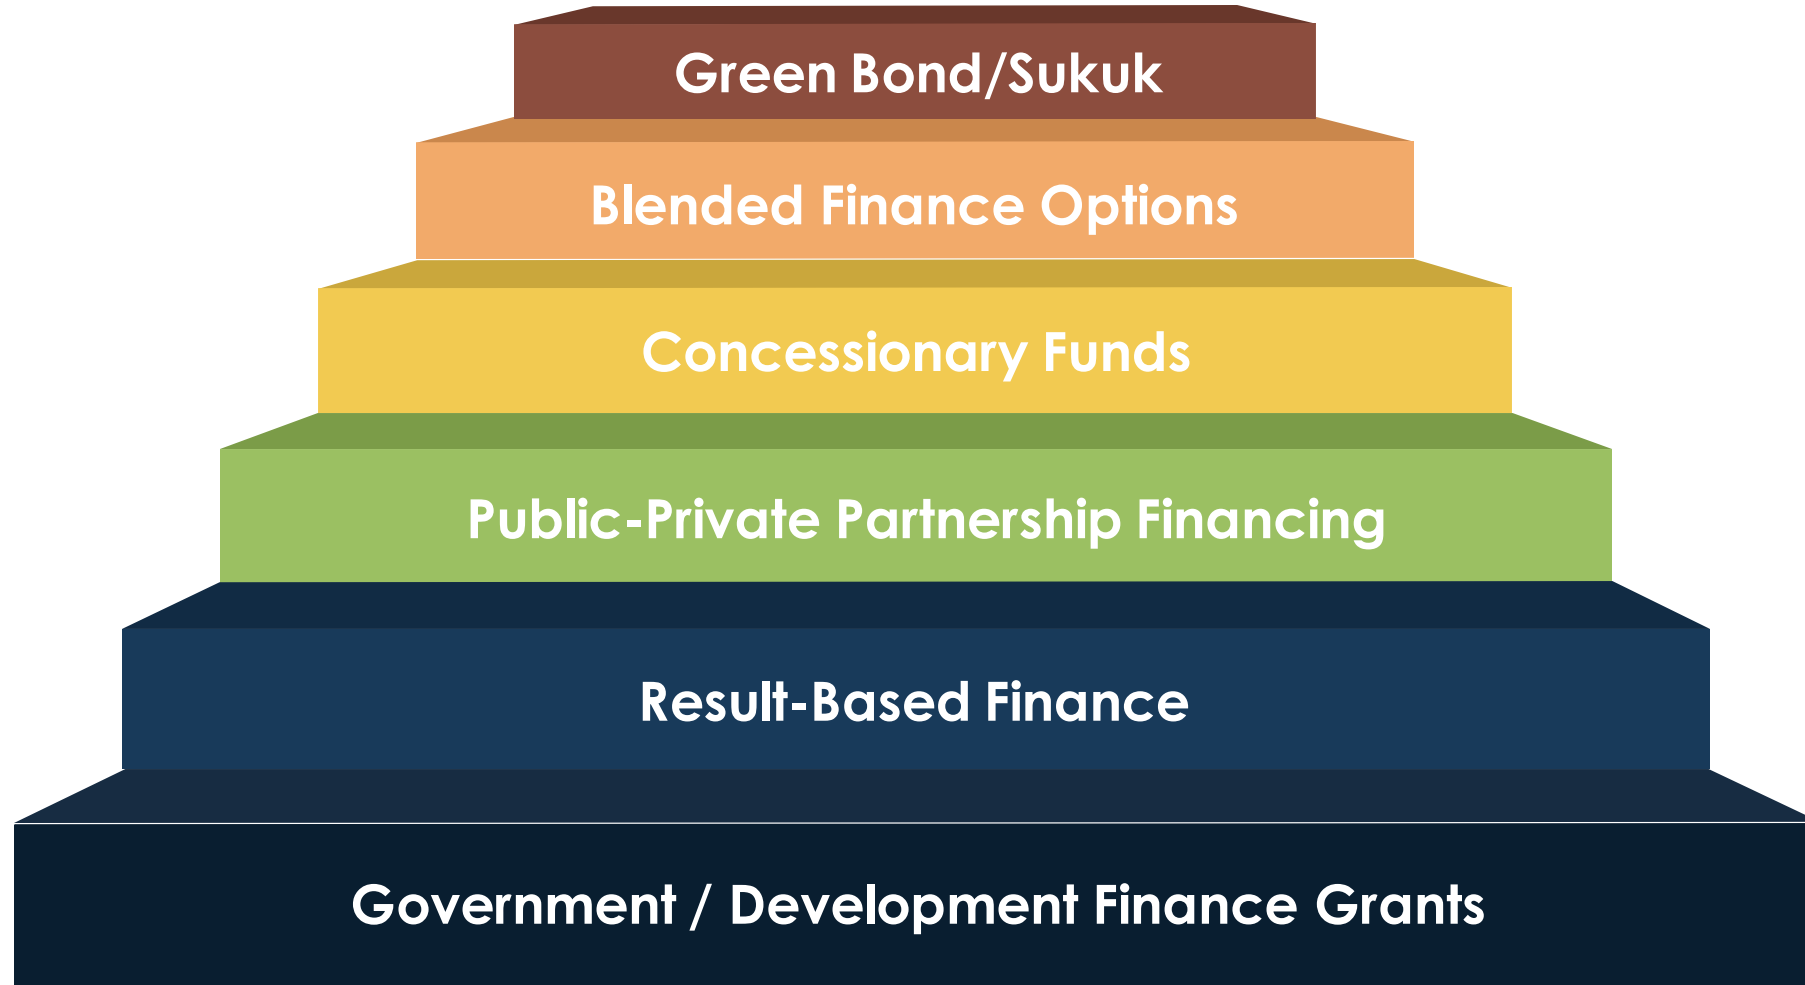 Green Bond/Sukuk
Blended Finance Options
Concessionary Funds
Public-Private Partnership Financing
Result-Based Finance
Government / Development Finance Grants